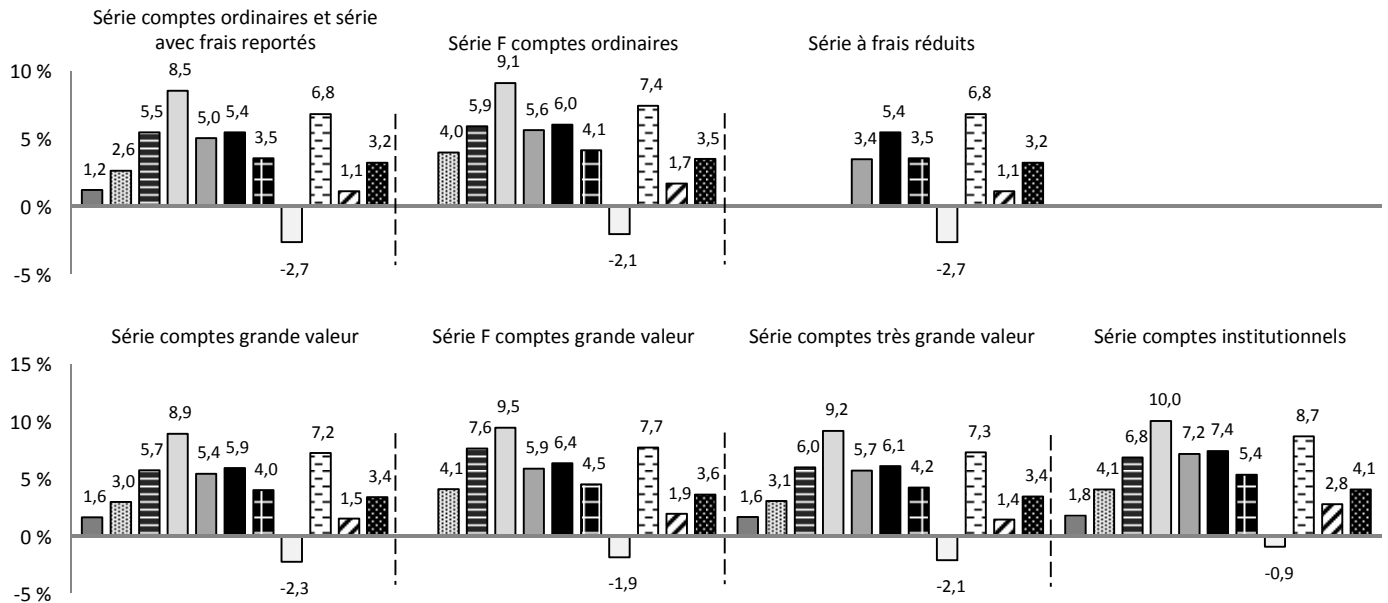 Série comptes ordinaires et série
avec frais reportés
Série F comptes ordinaires
Série à frais réduits
10 %
5 %
0 %
-5 %
1,2 2,6 5,5 8,5 5,0 5,4 3,5 -2,7 6,8 1,1 3,2
4,0 5,9 9,1 5,6 6,0 4,1 -2,1 7,4 1,7 3,5
3,4 5,4 3,5 -2,7 6,8 1,1 3,2
Série comptes grande valeur
Série F comptes grande valeur
Série comptes très grande valeur
Série comptes institutionnels
15 %
10 %
5 %
0 %
-5 %
1,6 3,0 5,7 8,9 5,4 5,9 4,0 -2,3 7,2 1,5 3,4
4,1 7,6 9,5 5,9 6,4 4,5 -1,9 7,7 1,9 3,6
1,6 3,1 6,0 9,2 5,7 6,1 4,2 -2,1 7,3 1,4 3,4
1,8 4,1 6,8 10,0 7,2 7,4 5,4 -0,9 8,7 2,8 4,1